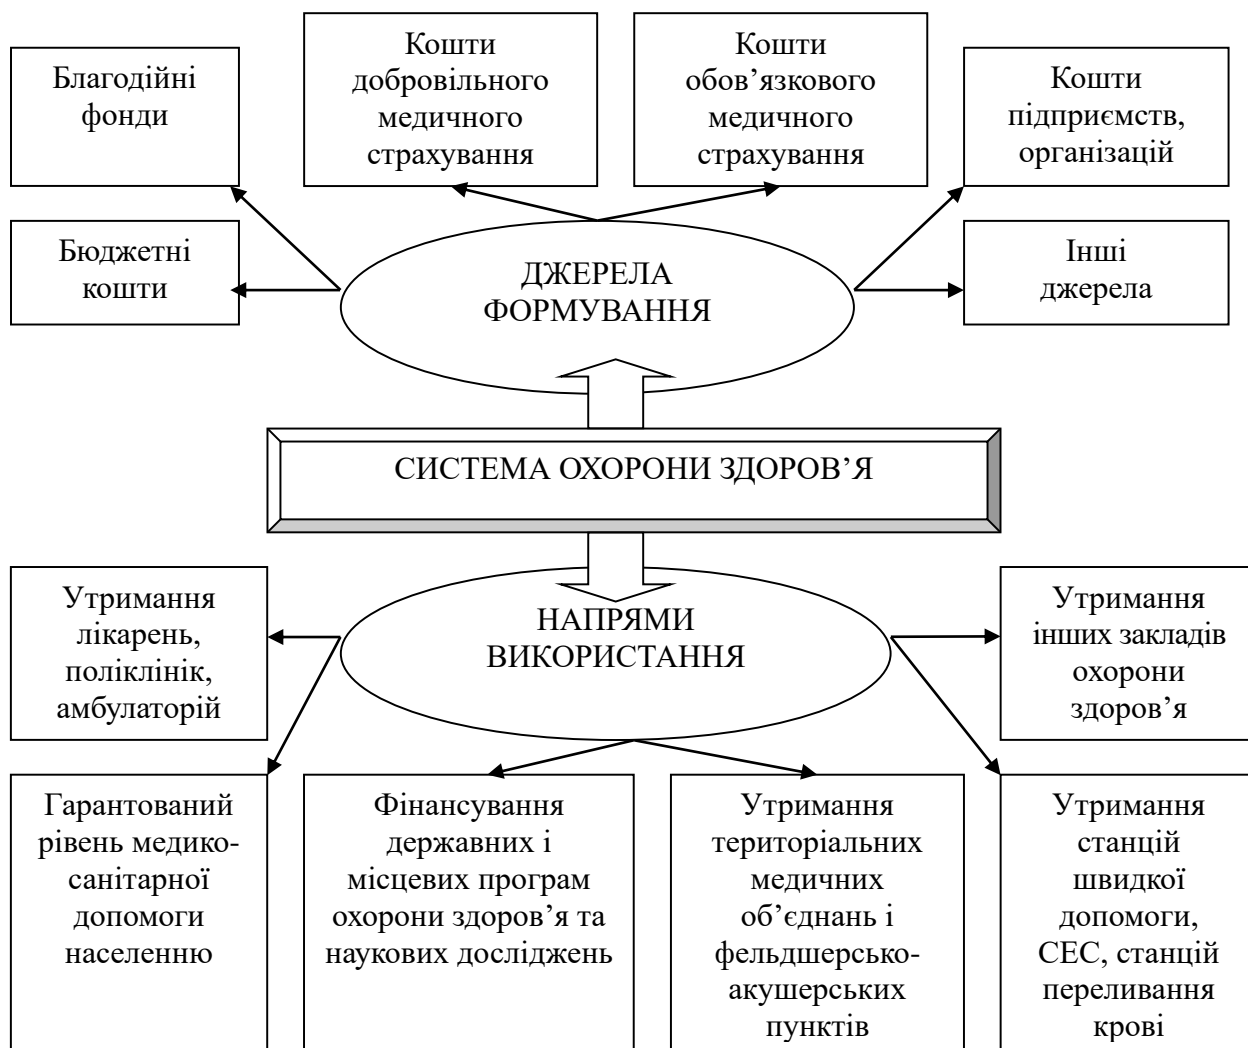 Благодійні
фонди
Кошти
добровільного
медичного
страхування
Кошти
обов’язкового
медичного
страхування
Кошти
підприємств,
організацій
Бюджетні
кошти
ДЖЕРЕЛА
ФОРМУВАННЯ
Інші
джерела
СИСТЕМА ОХОРОНИ ЗДОРОВ’Я
Утримання
лікарень,
поліклінік,
амбулаторій
НАПРЯМИ
ВИКОРИСТАННЯ
Утримання
інших закладів
охорони
здоров’я
Гарантований
рівень медико-
санітарної
допомоги
населенню
Фінансування
державних і
місцевих програм
охорони здоров’я та
наукових досліджень
Утримання
територіальних
медичних
об’єднань і
фельдшерсько-
акушерських
пунктів
Утримання
станцій
швидкої
допомоги,
СЕС, станцій
переливання
крові